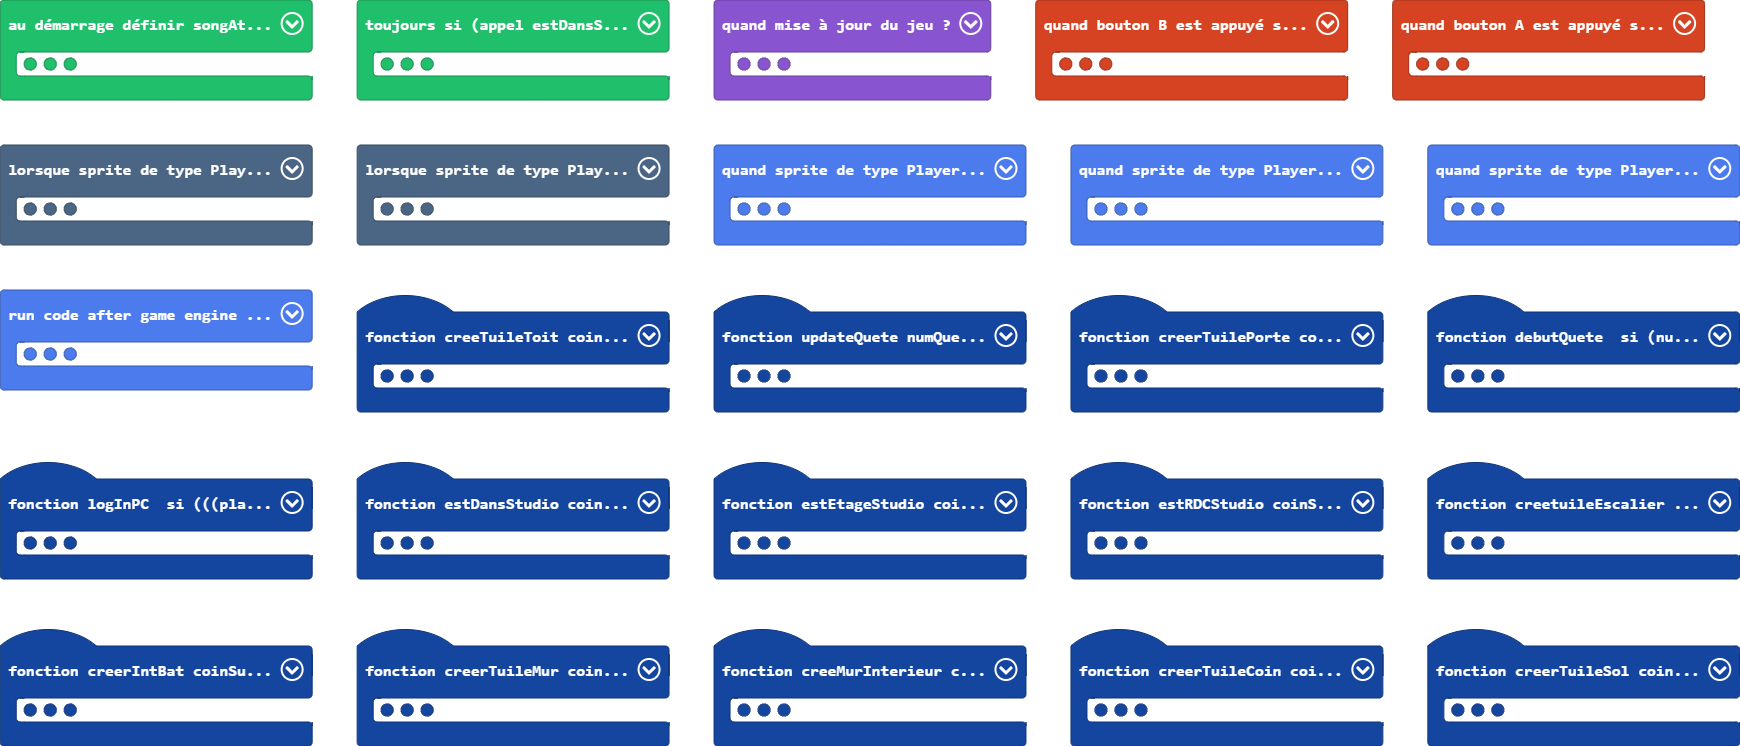 au démarrage définir songAt...
toujours si (appel estDansS...
quand mise à jour du jeu ?
quand bouton B est appuyé s...
quand bouton A est appuyé s...
lorsque sprite de type Play...
lorsque sprite de type Play...
quand sprite de type Player...
quand sprite de type Player...
quand sprite de type Player...
run code after game engine ...
fonction creeTuileToit coin...
fonction updateQuete numQue...
fonction creerTuilePorte co...
fonction debutQuete  si (nu...
fonction logInPC  si (((pla...
fonction estDansStudio coin...
fonction estEtageStudio coi...
fonction estRDCStudio coinS...
fonction creetuileEscalier ...
fonction creerIntBat coinSu...
fonction creerTuileMur coin...
fonction creeMurInterieur c...
fonction creerTuileCoin coi...
fonction creerTuileSol coin...